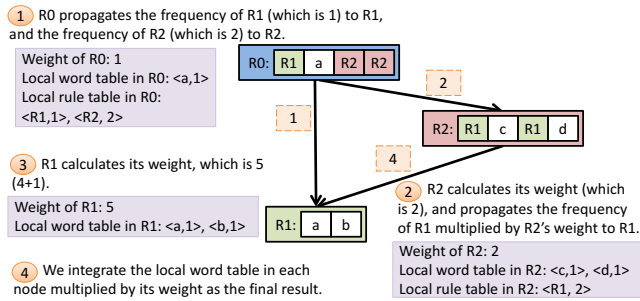 1 R0 propagates the frequency of R1 (which is 1) to R1,
and the frequency of R2 (which is 2) to R2.
Weight of R0: 1
Local word table in R0: <a,1>
Local rule table in R0:
<R1,1>, <R2, 2>
R0: R1 a R2 R2
1
2
R2: R1 c R1 d
4
3 R1 calculates its weight, which is 5
(4+1).
Weight of R1: 5
Local word table in R1: <a,1>, <b,1>
R1: a b
2 R2 calculates its weight (which
is 2), and propagates the frequency
of R1 multiplied by R2's weight to R1.
Weight of R2: 2
Local word table in R2: <c,1>, <d,1>
Local rule table in R2: <R1, 2>
4 We integrate the local word table in each
node multiplied by its weight as the final result.